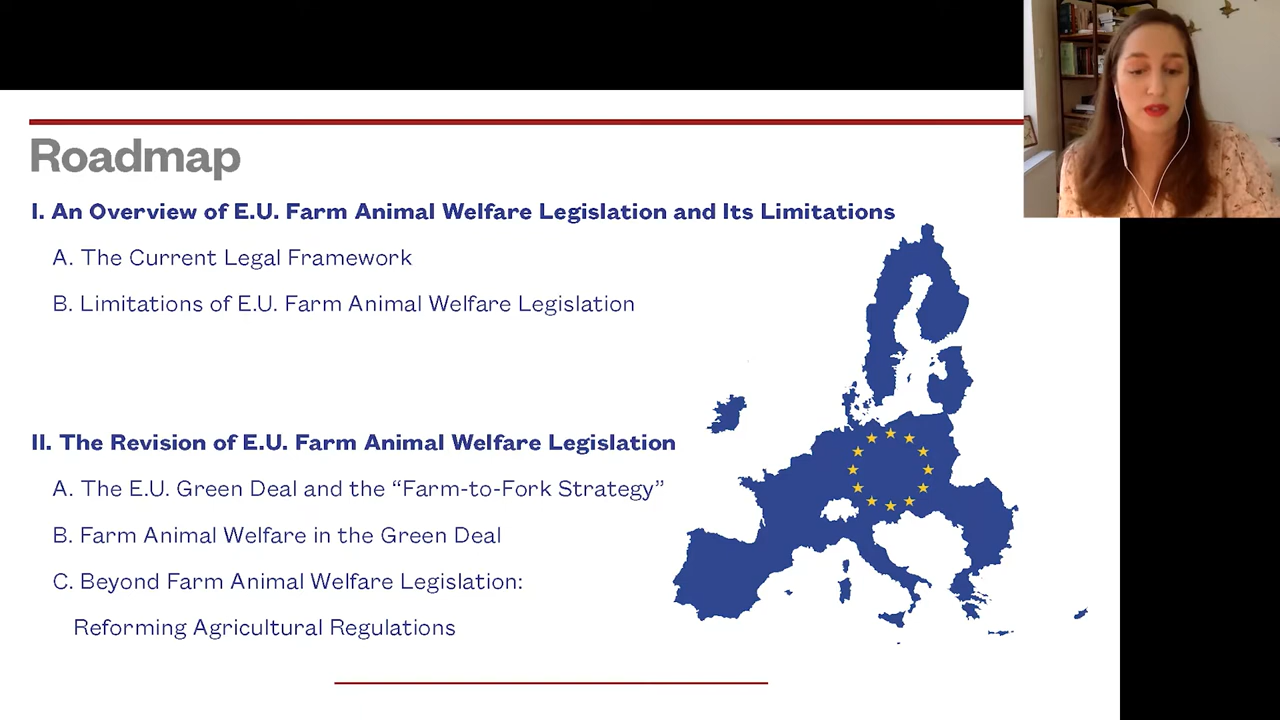 Roadmap
I. An Overview of E.U. Farm Animal Welfare Legislation and Its Limitations
A. The Current Legal Framework
B. Limitations of E.U. Farm Animal Welfare Legislation
II. The Revision of E.U. Farm Animal Welfare Legislation
A. The E.U. Green Deal and the “Farm-to-Fork Strategy”
B. Farm Animal Welfare in the Green Deal
C. Beyond Farm Animal Welfare Legislation:
Reforming Agricultural Regulations